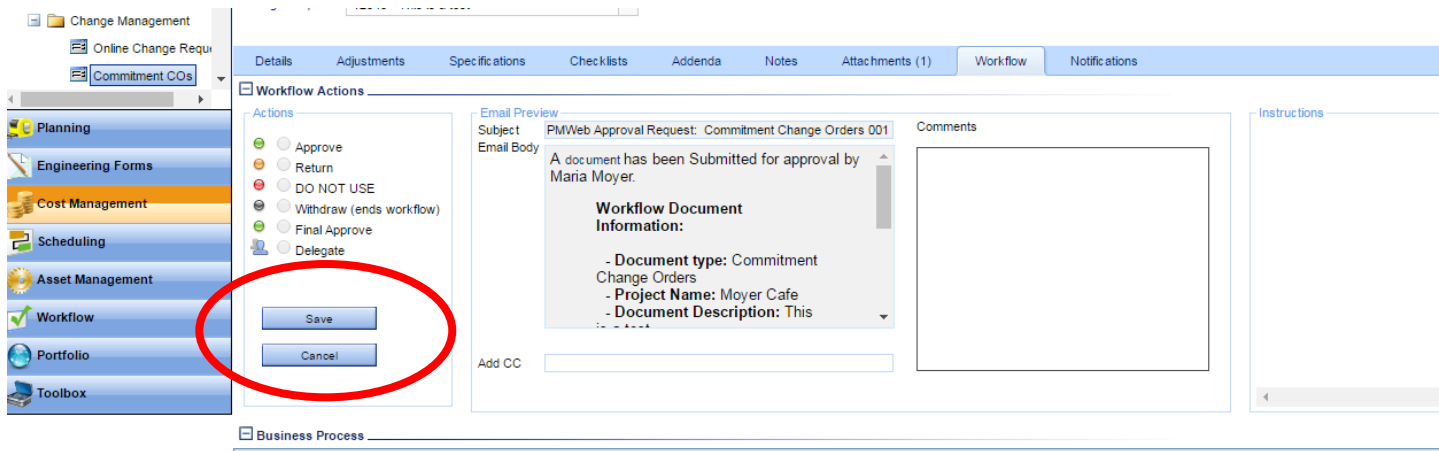 Change Management
Online Change Reque
Commitment COs
Planning
Engineering Forms
Cost Management
Scheduling
Asset Management
Workflow
Portfolio
Toolbox
Details Adjustments Specifications Checklists Addenda Notes Attachments (1) Workflow Notifications
Workflow Actions
Actions
Approve
Return
DO NOT USE
Withdraw (ends workflow)
Final Approve
Delegate
Save
Cancel
Email Preview
Subject PMWeb Approval Request: Commitment Change Orders 001
Email Body
A document has been Submitted for approval by
Maria Moyer.
Workflow Document
Information:
- Document type: Commitment
Change Orders
- Project Name: Moyer Cafe
- Document Description: This
is a test
Add CC
Comments
Instructions
Business Process